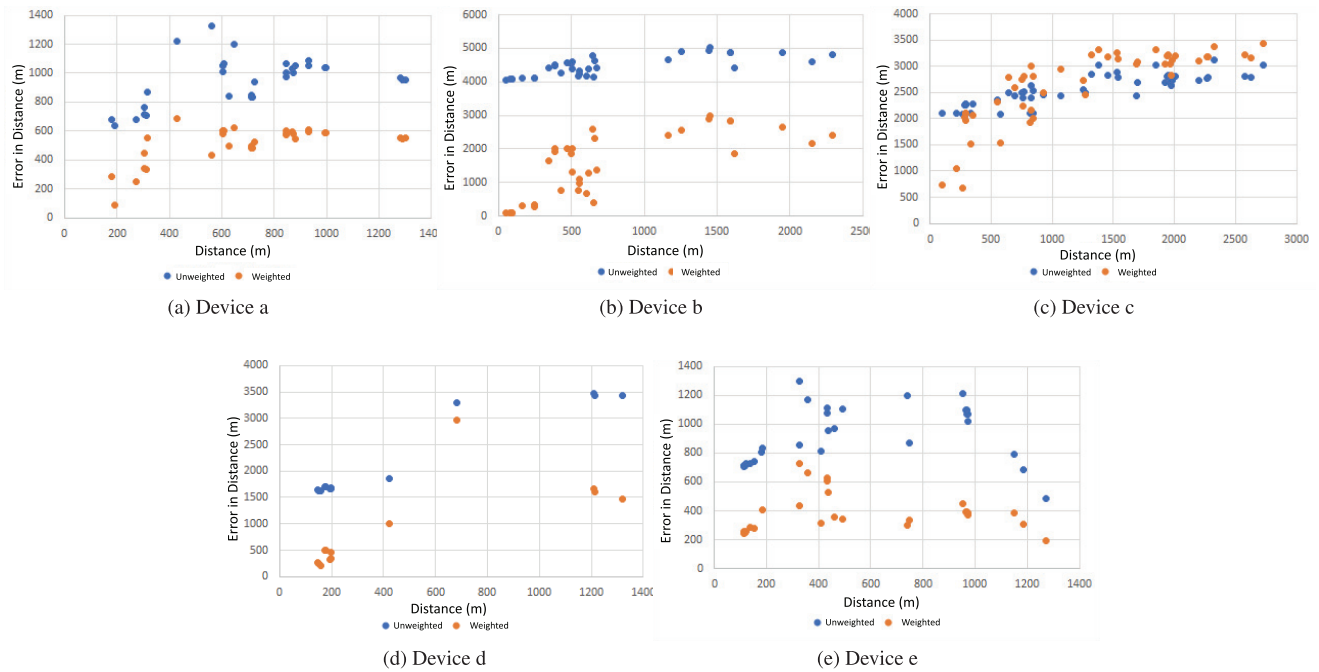 1400
1200
1000
800
600
400
200
0
0 200 400 600 800 1000 1200 140
Error in Distance (m)
Distance (m)
Unweighted Weighted
(a) Device a
6000
5000
4000
3000
2000
1000
0
0 500 1000 1500 2000 250
Error in Distance (m)
Distance (m)
Unweighted Weighted
(b) Device b
4000
3500
3000
2500
2000
1500
1000
500
0
0 500 1000 1500 2000 2500 3000
Error in Distance (m)
Distance (m)
Unweighted Weighted
(c) Device c
4000
3500
3000
2500
2000
1500
1000
500
0
0 200 400 600 800 1000 1200 1400
Error in Distance (m)
Distance (m)
Unweighted Weighted
(d) Device d
1400
1200
1000
800
600
400
200
0
0 200 400 600 800 1000 1200 1400
Error in Distance (m)
Distance (m)
Unweighted Weighted
(e) Device e